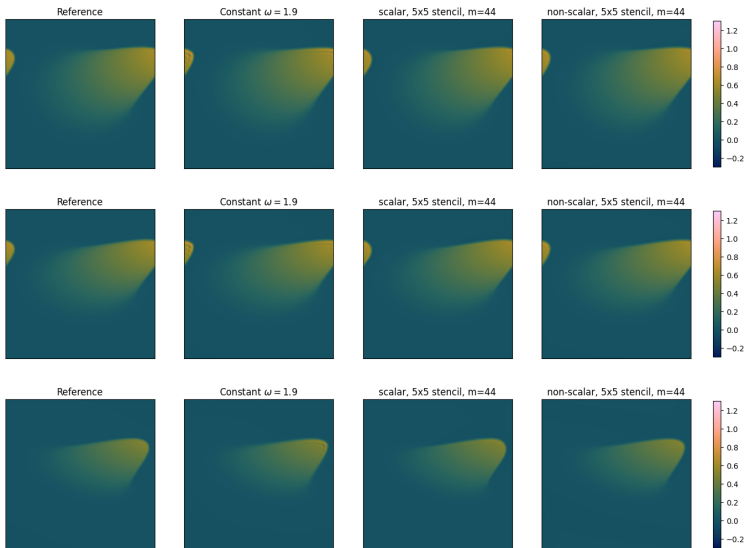 Reference
Constant ω = 1.9
scalar, 5x5 stencil, m=44
non-scalar, 5x5 stencil, m=44
1.2
1.0
0.8
0.6
0.4
0.2
0.0
−0.2
Reference
Constant ω = 1.9
scalar, 5x5 stencil, m=44
non-scalar, 5x5 stencil, m=44
1.2
1.0
0.8
0.6
0.4
0.2
0.0
−0.2
Reference
Constant ω = 1.9
scalar, 5x5 stencil, m=44
non-scalar, 5x5 stencil, m=44
1.2
1.0
0.8
0.6
0.4
0.2
0.0
−0.2